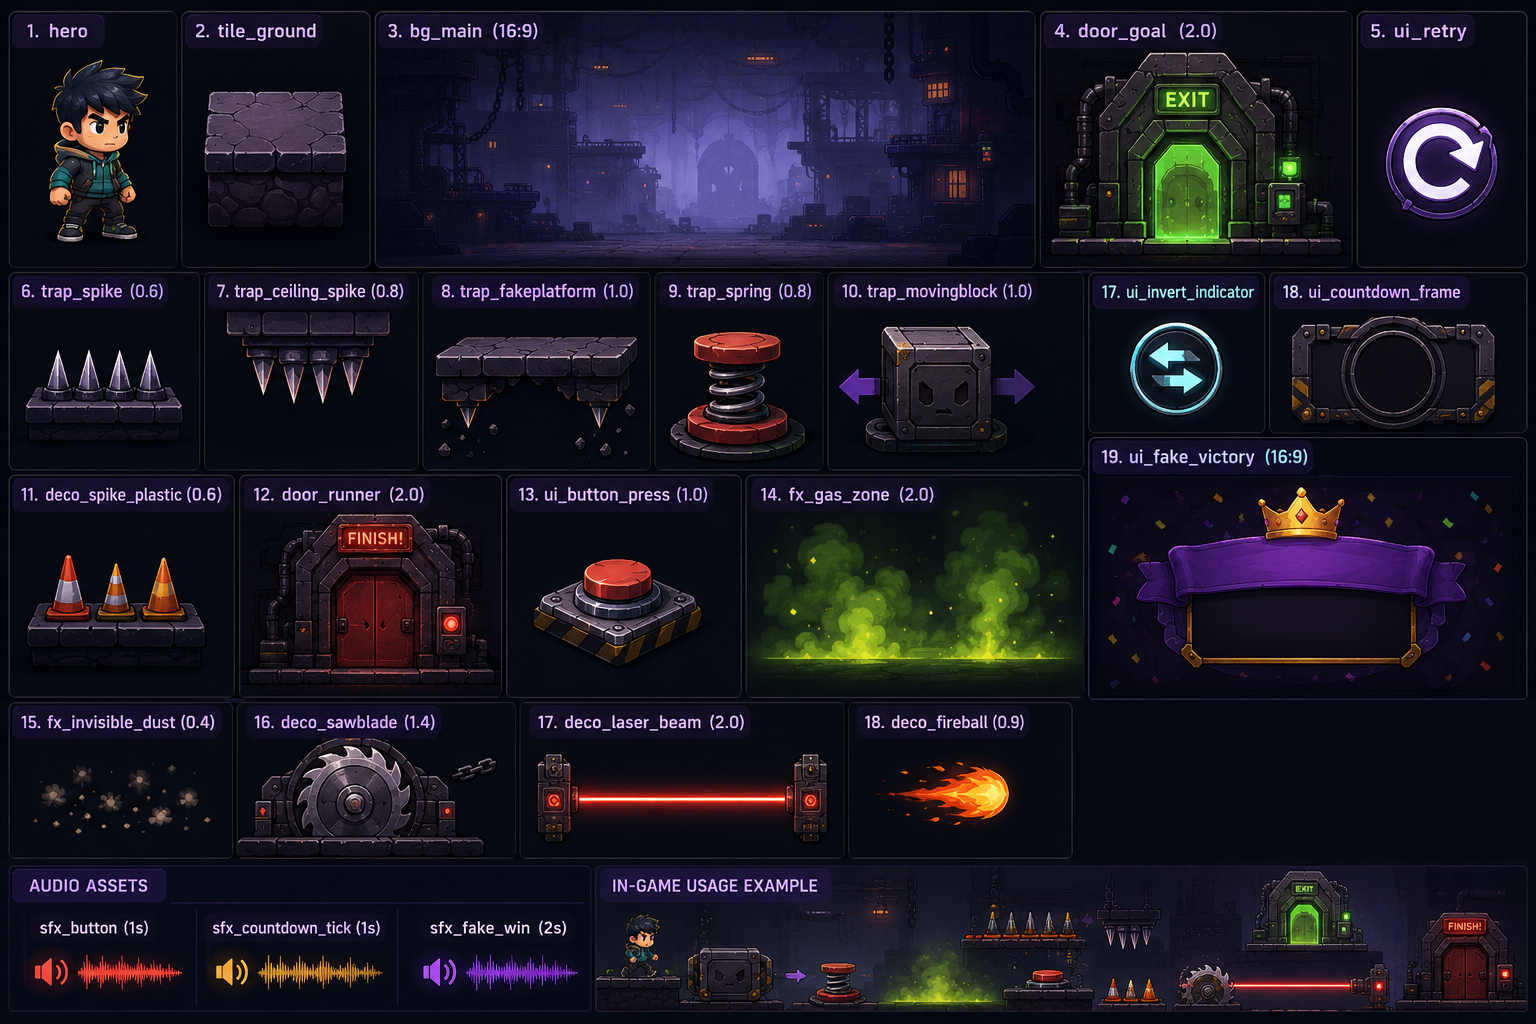 1. hero
2. tile_ground
3. bg_main (16:9)
4. door_goal (2.0)
EXIT
5. ui_retry
6. trap_spike (0.6)
7. trap_ceiling_spike (0.8)
8. trap_fakeplatform (1.0)
9. trap_spring (0.8)
10. trap_movingblock (1.0)
17. ui_invert_indicator
18. ui_countdown_frame
19. ui_fake_victory (16:9)
11. deco_spike_plastic (0.6)
12. door_runner (2.0)
FINISH!
13. ui_button_press (1.0)
14. fx_gas_zone (2.0)
15. fx_invisible_dust (0.4)
16. deco_sawblade (1.4)
17. deco_laser_beam (2.0)
18. deco_fireball (0.9)
AUDIO ASSETS
sfx_button (1s)
sfx_countdown_tick (1s)
sfx_fake_win (2s)
IN-GAME USAGE EXAMPLE
EXIT
FINISH!